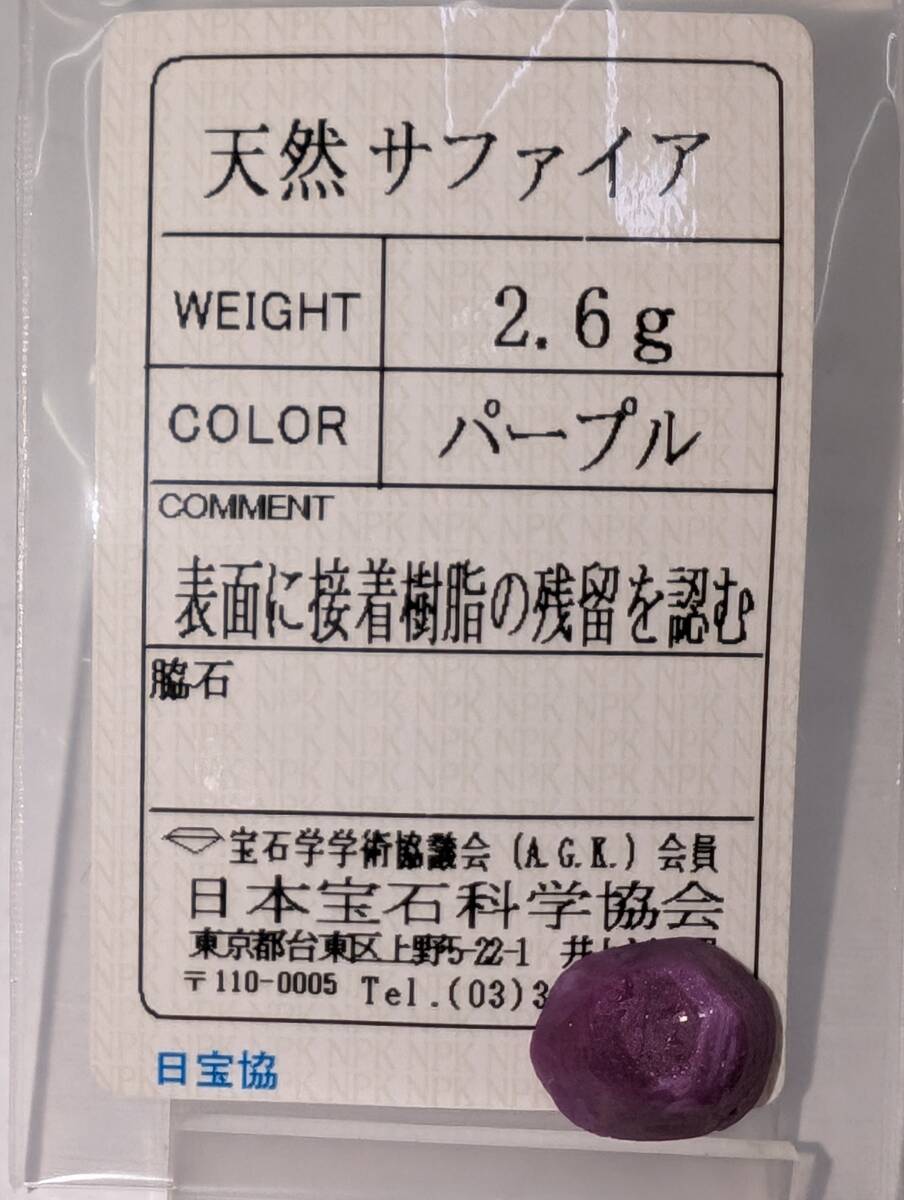 天然 サファイア
WEIGHT 2.6g
COLOR パープル
COMMENT
表面に接着樹脂の残留を認む
脇石
宝石学学術協議会 (A.G.K.) 会員
日本宝石科学協会
東京都台東区上野5-22-1
〒110-0005 Tel.(03)3
日宝協